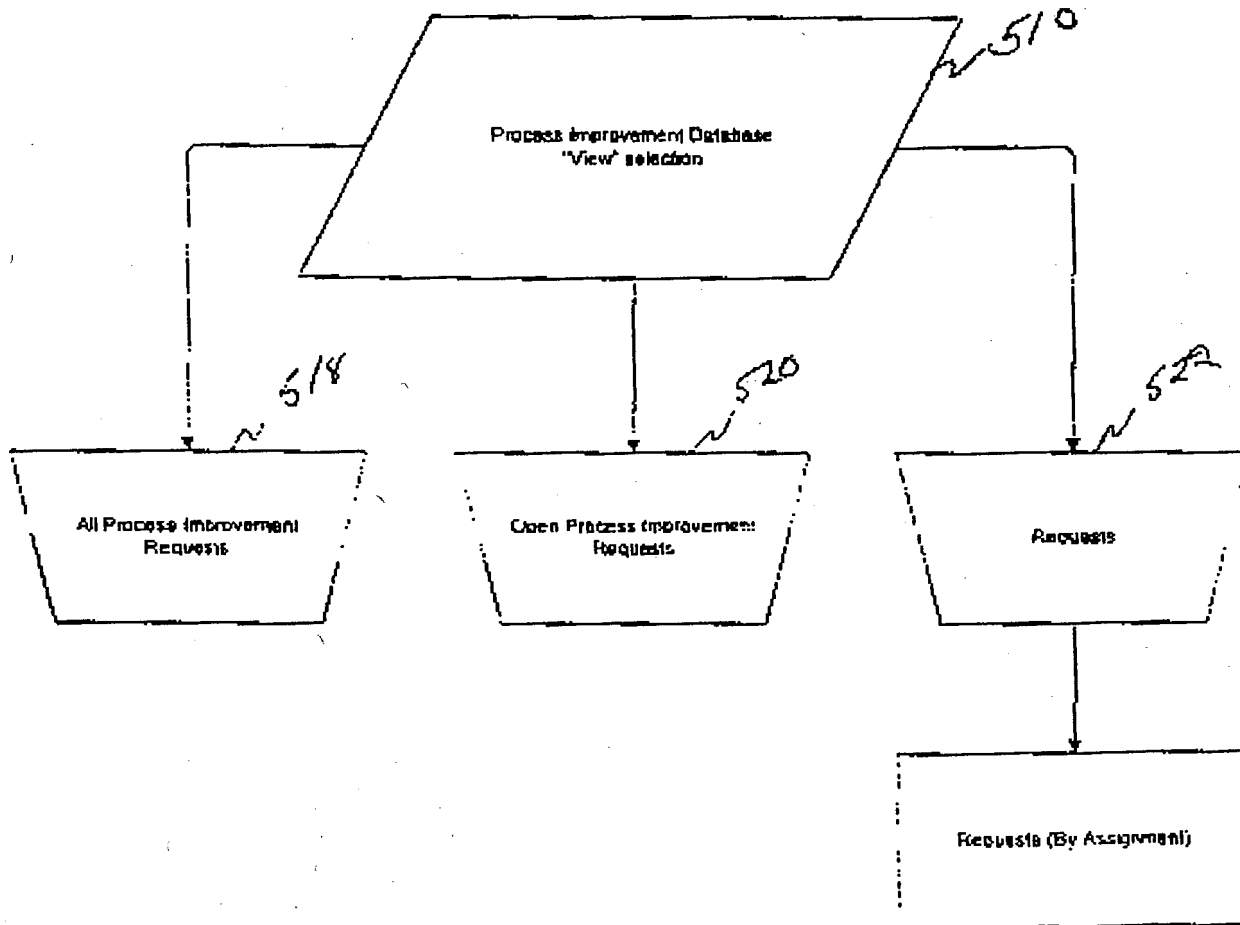 510
Process Improvement Database
"View" selection
518
520
522
All Process Improvement
Requests
Open Process Improvement
Requests
Requests
Requests (By Assignment)